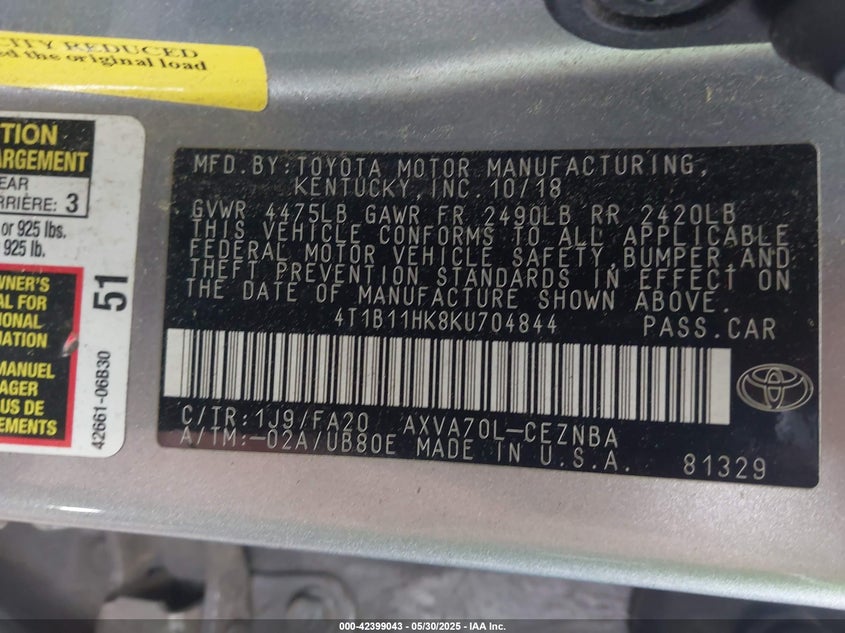 CITY REDUCED
ed the original load
TION
ARGEMENT
EAR
RRIÈRE: 3
or 925 lbs.
925 lb.
WNER'S
AL FOR
IONAL
MATION
MANUEL
AGER
US DE
EMENTS
51
42661-06B30
MFD.BY:TOYOTA MOTOR MANUFACTURING,
KENTUCKY,INC. 10/18
GVWR 4475LB GAWR FR 2490LB RR 2420LB
THIS VEHICLE CONFORMS TO ALL APPLICABLE
FEDERAL MOTOR VEHICLE SAFETY,BUMPER,AND
THEFT PREVENTION STANDARDS IN EFFECT ON
THE DATE OF MANUFACTURE SHOWN ABOVE.
4T1B11HK8KU704844 PASS.CAR
C/TR:1J9/FA20 AXVA70L-CEZNBA
A/TM:-02A/UB80E MADE IN U.S.A. 81329
000-42399043 — 05/30/2025 — IAA Inc.